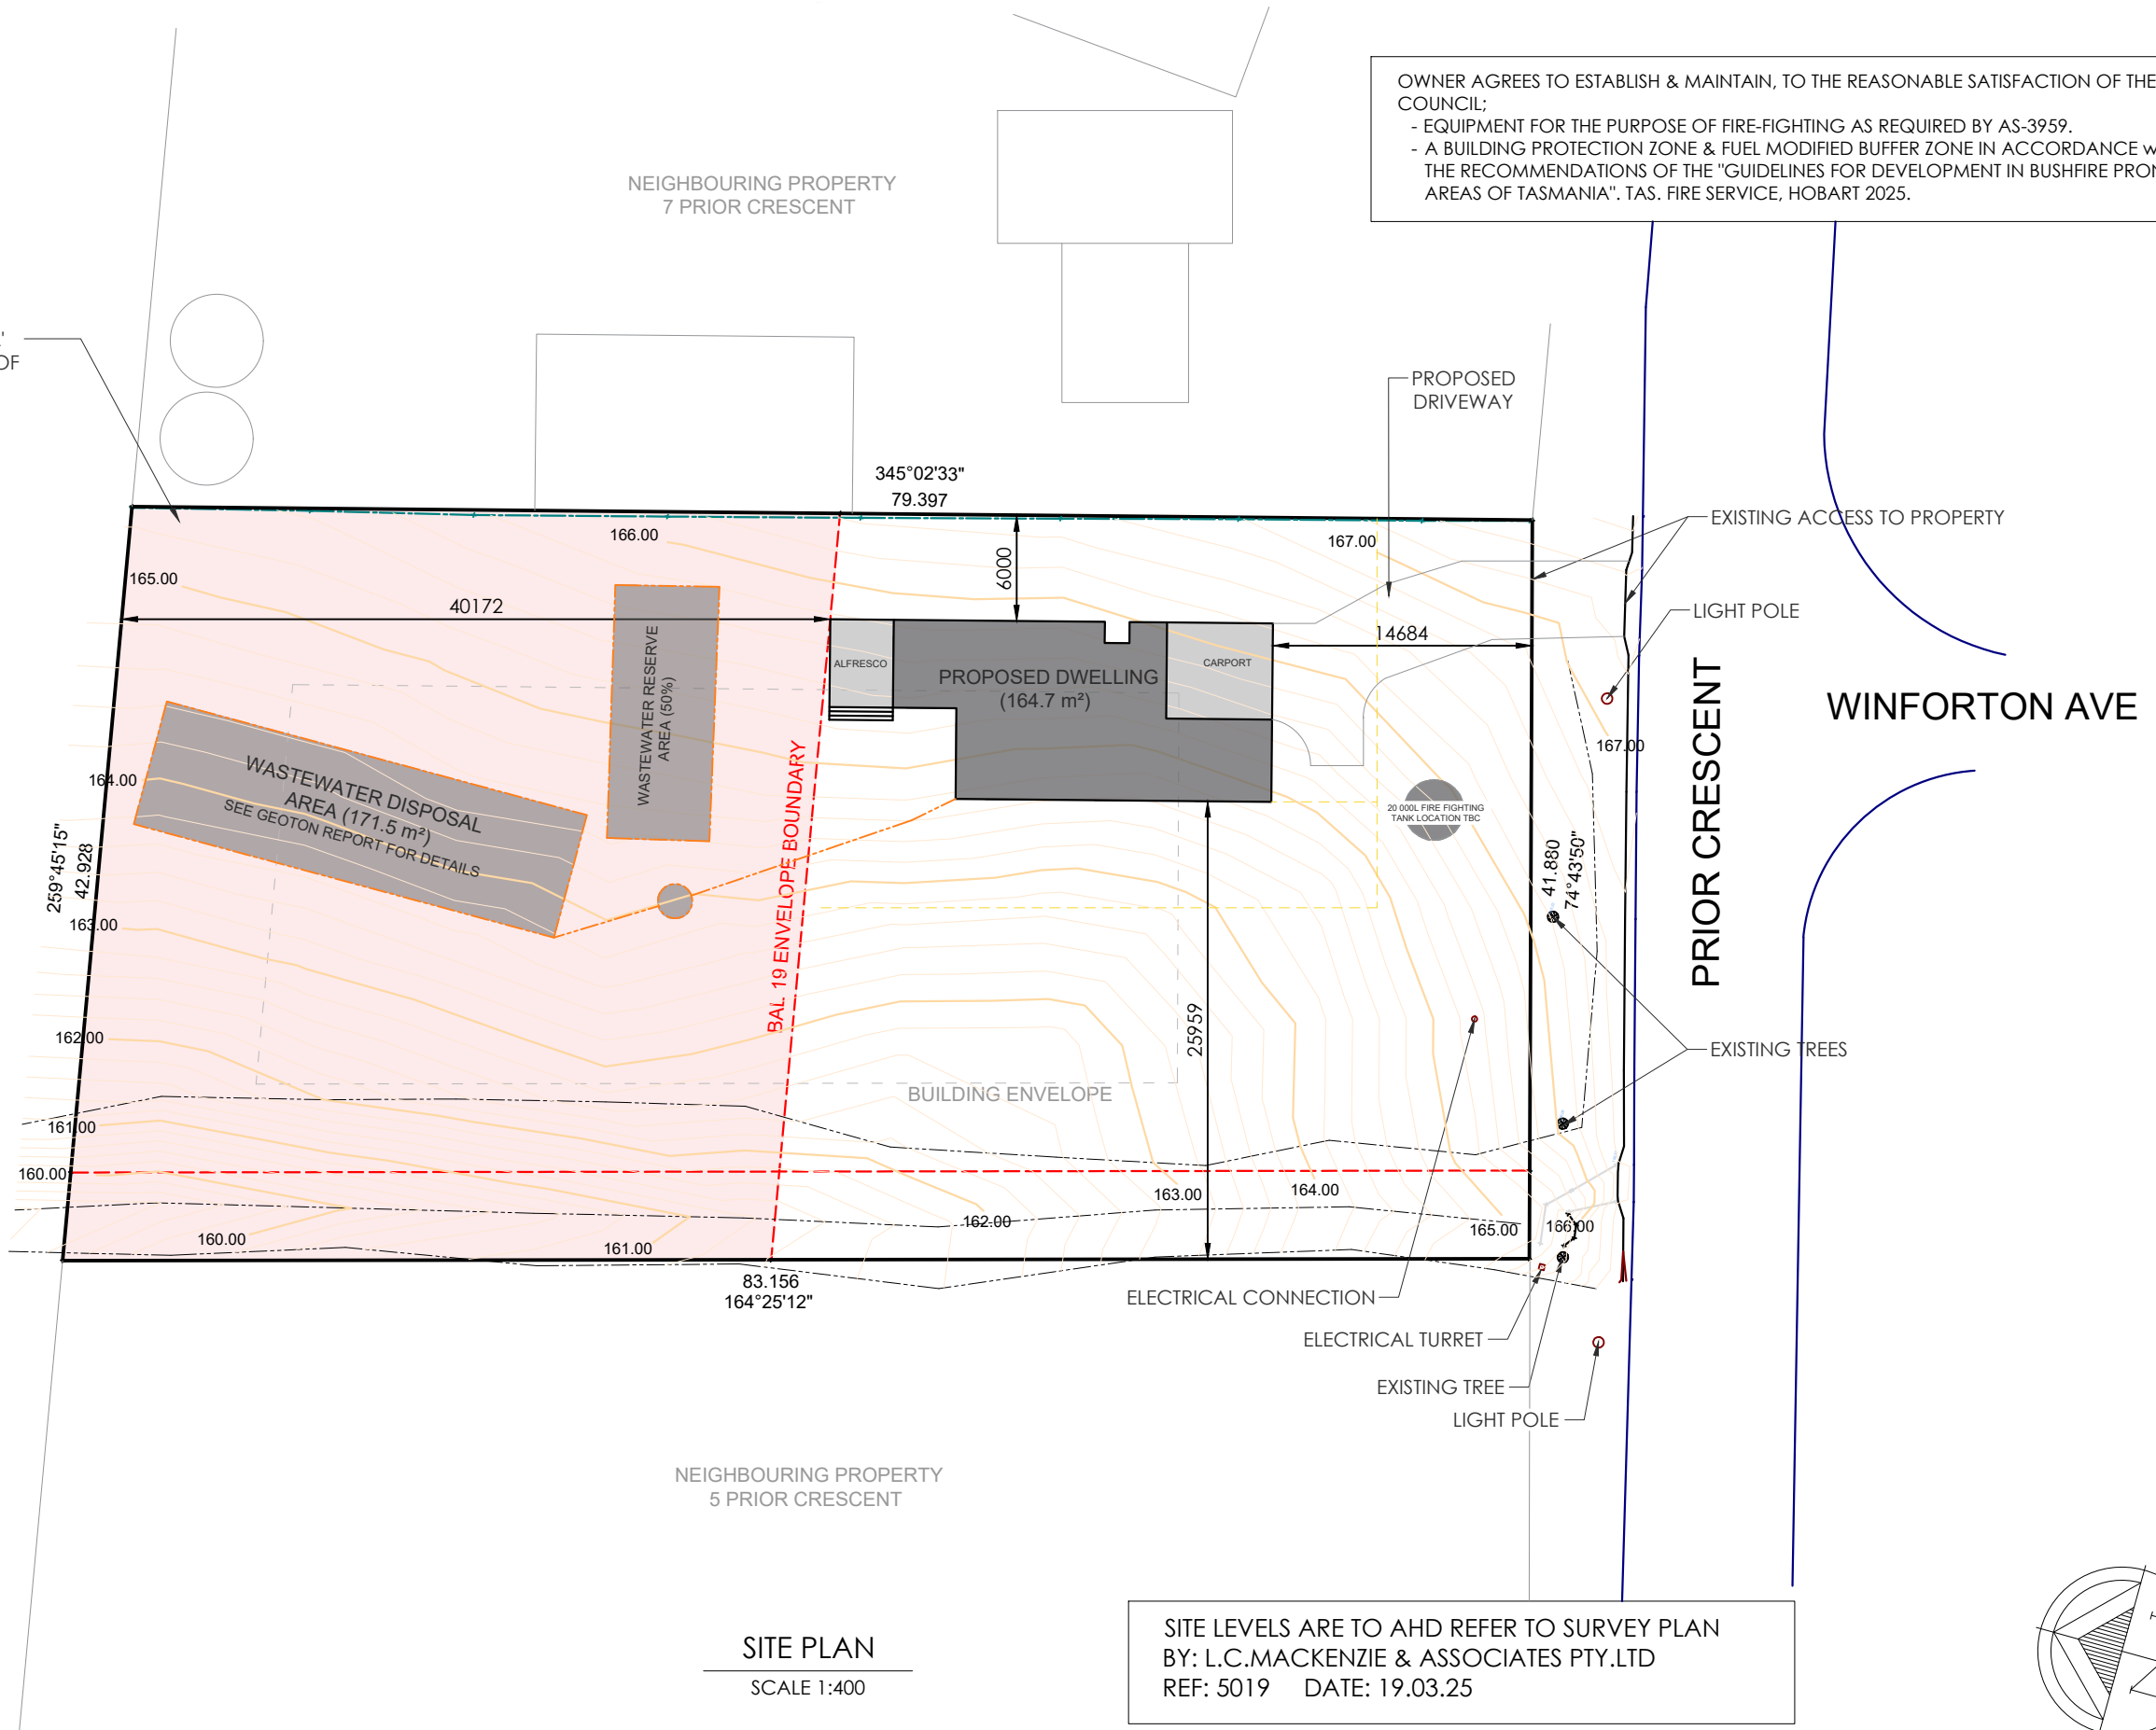 OWNER AGREES TO ESTABLISH & MAINTAIN, TO THE REASONABLE SATISFACTION OF THE
COUNCIL;
- EQUIPMENT FOR THE PURPOSE OF FIRE-FIGHTING AS REQUIRED BY AS-3959.
- A BUILDING PROTECTION ZONE & FUEL MODIFIED BUFFER ZONE IN ACCORDANCE
THE RECOMMENDATIONS OF THE "GUIDELINES FOR DEVELOPMENT IN BUSHFIRE
AREAS OF TASMANIA". TAS. FIRE SERVICE, HOBART 2025.
NEIGHBOURING PROPERTY
7 PRIOR CRESCENT
OF
PROPOSED
DRIVEWAY
345°02'33"
79.397
EXISTING ACCESS TO PROPERTY
166.00
167.00
165.00
6000
40172
LIGHT POLE
14684
ALFRESCO
CARPORT
PROPOSED DWELLING
(164.7 m²)
WASTEWATER RESERVE
AREA (50%)
WINFORTON AVE
PRIOR CRESCENT
167.00
164.00
WASTEWATER DISPOSAL
AREA (171.5 m²)
SEE GEOTON REPORT FOR DETAILS
20 000L FIRE FIGHTING
TANK LOCATION TBC
BAL 19 ENVELOPE BOUNDARY
259°45'15"
42.928
41.880
74°43'50"
163.00
25959
162.00
EXISTING TREES
BUILDING ENVELOPE
161.00
160.00
163.00
164.00
162.00
165.00
166.00
160.00
161.00
83.156
164°25'12"
ELECTRICAL CONNECTION
ELECTRICAL TURRET
EXISTING TREE
LIGHT POLE
NEIGHBOURING PROPERTY
5 PRIOR CRESCENT
SITE PLAN
SCALE 1:400
SITE LEVELS ARE TO AHD REFER TO SURVEY PLAN
BY: L.C.MACKENZIE & ASSOCIATES PTY.LTD
REF: 5019 DATE: 19.03.25